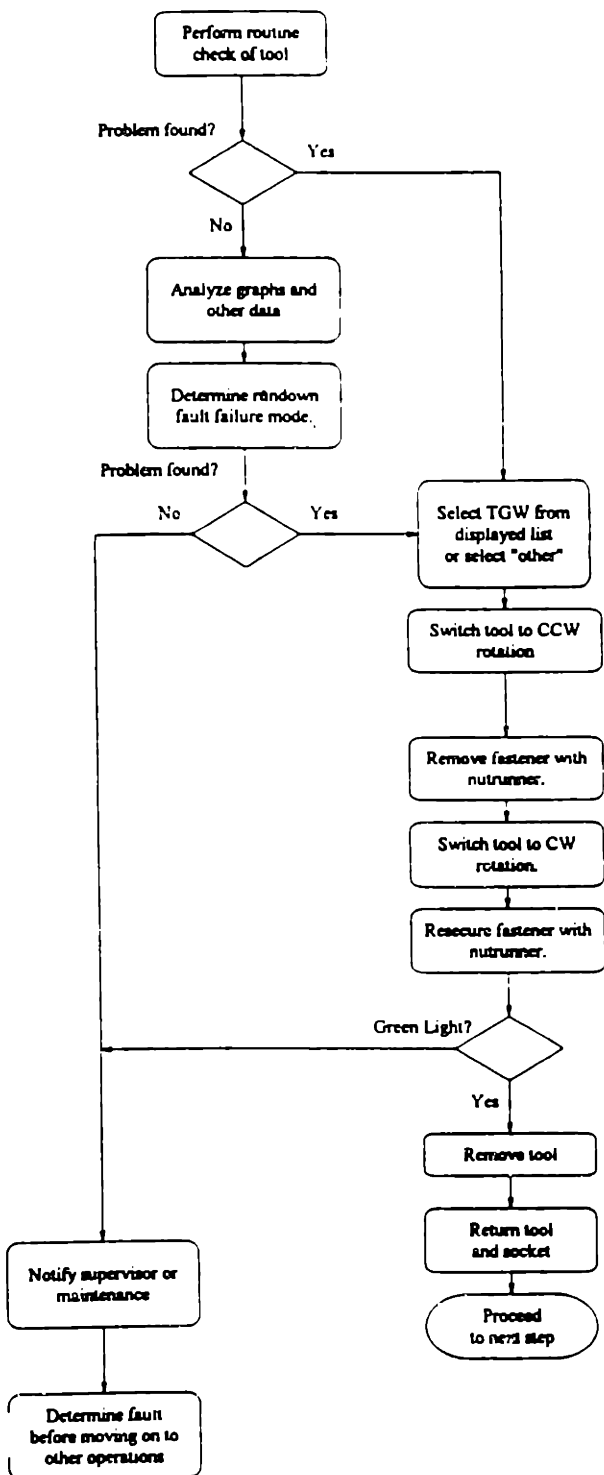 Perform routine
check of tool
Problem found?
Yes
No
Analyze graphs and
other data
Determine rundown
fault failure mode.
Problem found?
No
Yes
Select TGW from
displayed list
or select "other"
Switch tool to CCW
rotation
Remove fastener with
nutrunner.
Switch tool to CW
rotation.
Resecure fastener with
nutrunner.
Green Light?
Yes
Remove tool
Return tool
and socket
Notify supervisor or
maintenance
Proceed
to next step
Determine fault
before moving on to
other operations